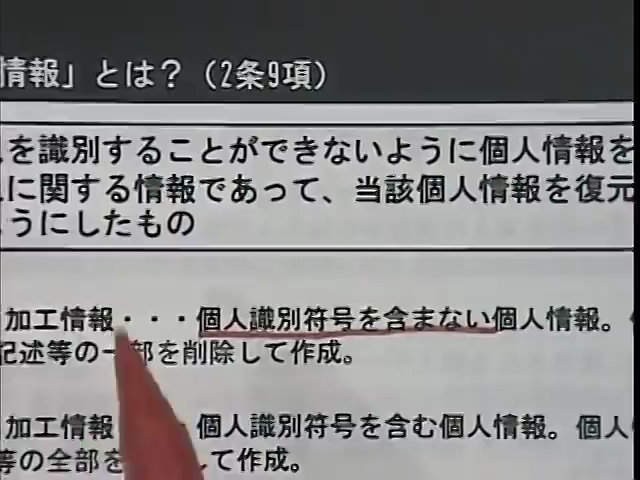 情報」とは？（2条9項）
を識別することができないように個人情報を
に関する情報であって、当該個人情報を復元
うにしたもの
加工情報・・・個人識別符号を含まない個人情報。
記述等の一部を削除して作成。
加工情報 ・個人識別符号を含む個人情報。個人
等の全部を して作成。